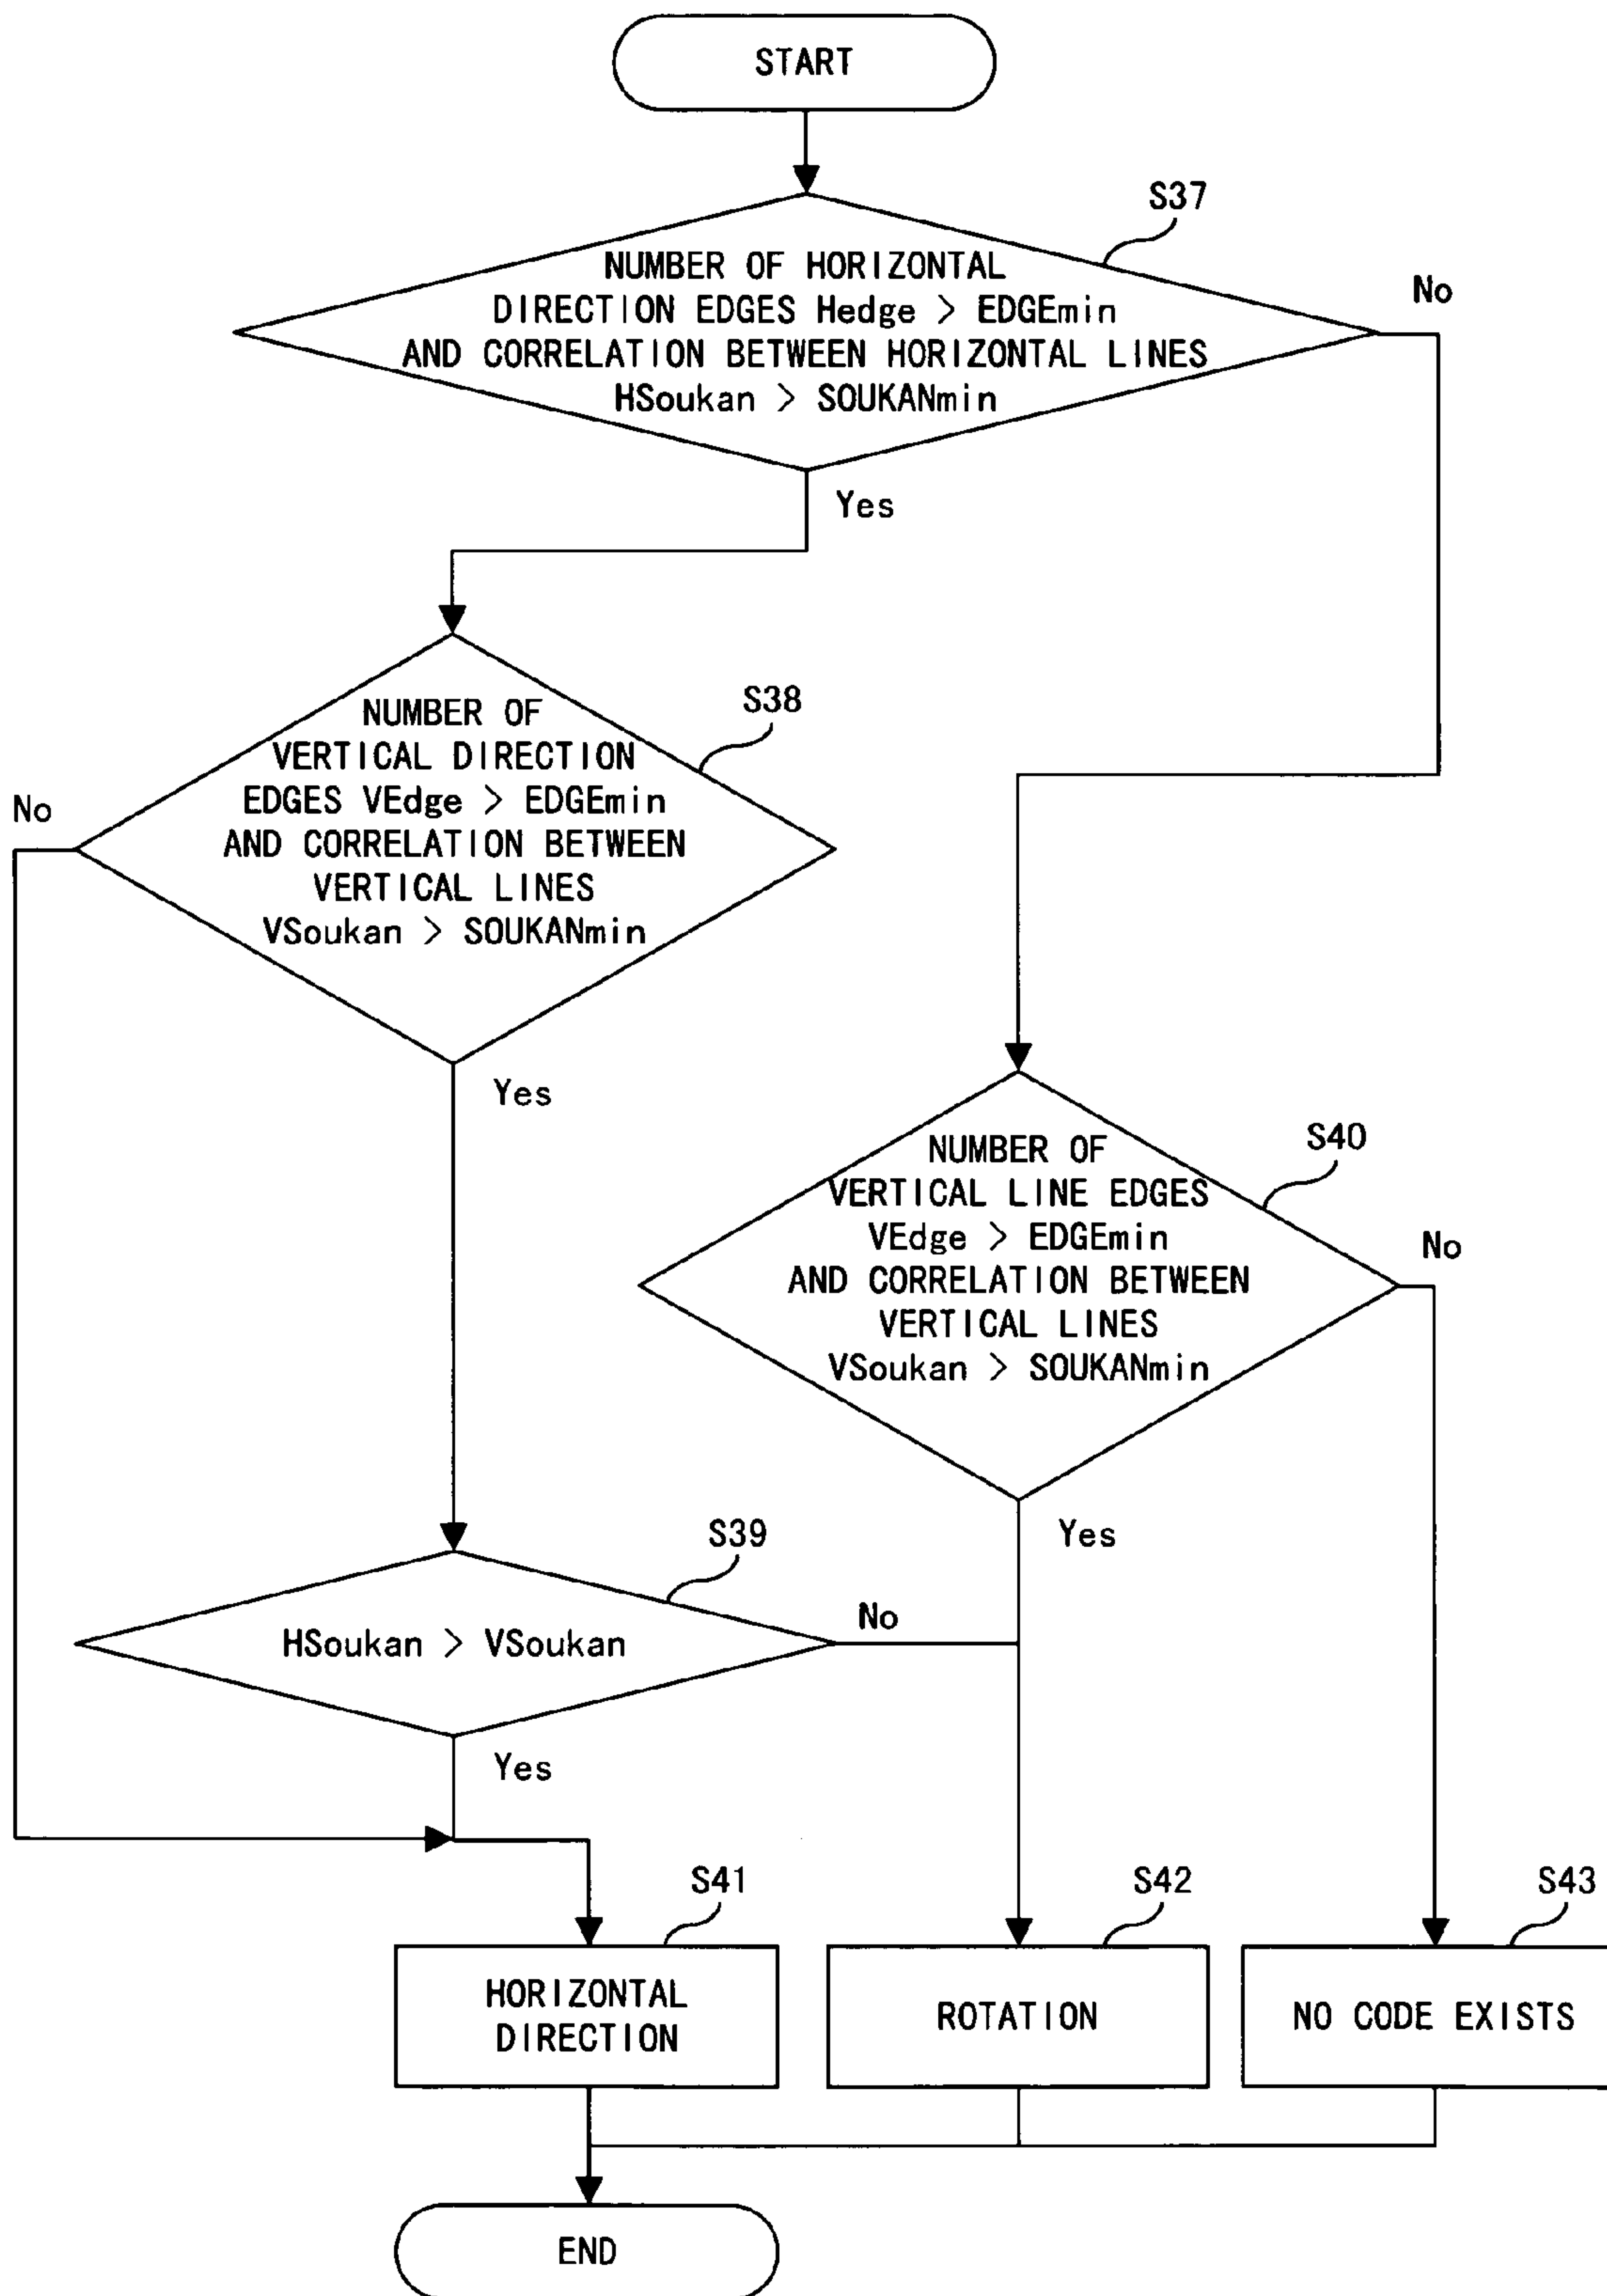 START
S37
NUMBER OF HORIZONTAL
DIRECTION EDGES Hedge > EDGEmin
AND CORRELATION BETWEEN HORIZONTAL LINES
HSoukan > SOUKANmin
No
Yes
S38
NUMBER OF
VERTICAL DIRECTION
EDGES VEdge > EDGEmin
AND CORRELATION BETWEEN
VERTICAL LINES
VSoukan > SOUKANmin
No
Yes
S40
NUMBER OF
VERTICAL LINE EDGES
VEdge > EDGEmin
AND CORRELATION BETWEEN
VERTICAL LINES
VSoukan > SOUKANmin
No
Yes
S39
HSoukan > VSoukan
No
Yes
S41
HORIZONTAL
DIRECTION
S42
ROTATION
S43
NO CODE EXISTS
END